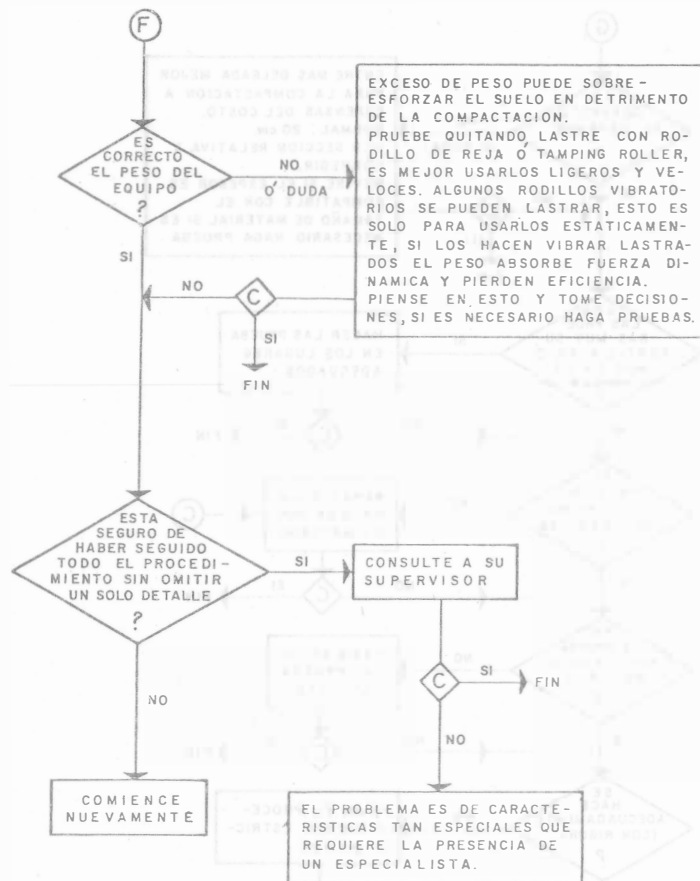 F
ES
CORRECTO
EL PESO DEL
EQUIPO
?
NO
O' DUDA
SI
EXCESO DE PESO PUEDE SOBRE-
ESFORZAR EL SUELO EN DETRIMENTO
DE LA COMPACTACION.
PRUEBE QUITANDO LASTRE CON RO-
DILLO DE REJA O' TAMPING ROLLER,
ES MEJOR USARLOS LIGEROS Y VE-
LOCES. ALGUNOS RODILLOS VIBRATO-
RIOS SE PUEDEN LASTRAR, ESTO ES
SOLO PARA USARLOS ESTATICAMEN-
TE, SI LOS HACEN VIBRAR LASTRA-
DOS EL PESO ABSORBE FUERZA DI-
NAMICA Y PIERDEN EFICIENCIA.
PIENSE EN ESTO Y TOME DECISIO-
NES, SI ES NECESARIO HAGA PRUEBAS.
NO
C
SI
FIN
ESTA
SEGURO DE
HABER SEGUIDO
TODO EL PROCEDI-
MIENTO SIN OMITIR
UN SOLO DETALLE
?
SI
CONSULTE A SU
SUPERVISOR
C
SI
FIN
NO
NO
COMIENCE
NUEVAMENTE
EL PROBLEMA ES DE CARACTE-
RISTICAS TAN ESPECIALES QUE
REQUIERE LA PRESENCIA DE
UN ESPECIALISTA.